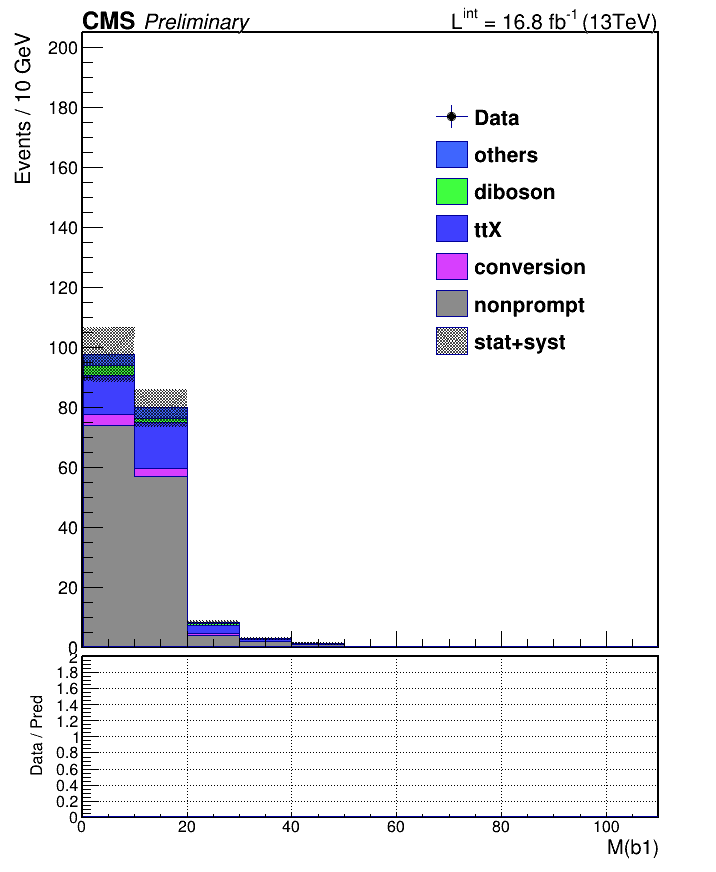 CMS Preliminary
L^int = 16.8 fb^-1 (13TeV)
Events / 10 GeV
200
180
160
140
120
100
80
60
40
20
0
Data
others
diboson
ttX
conversion
nonprompt
stat+syst
Data / Pred
2
1.8
1.6
1.4
1.2
1
0.8
0.6
0.4
0.2
0
0 20 40 60 80 100
M(b1)